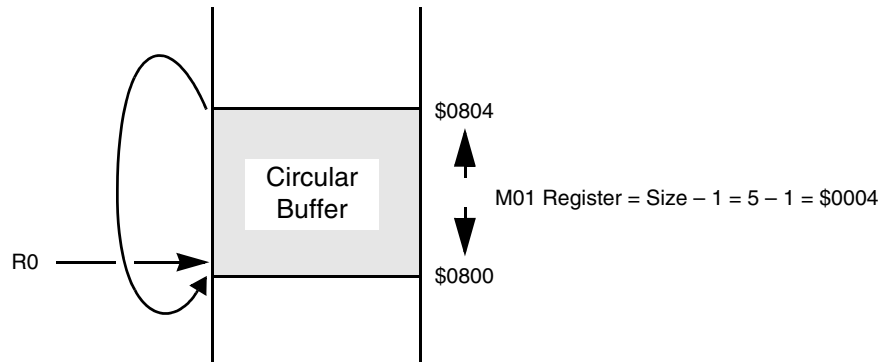 $0804
Circular
Buffer
M01 Register = Size – 1 = 5 – 1 = $0004
R0
$0800